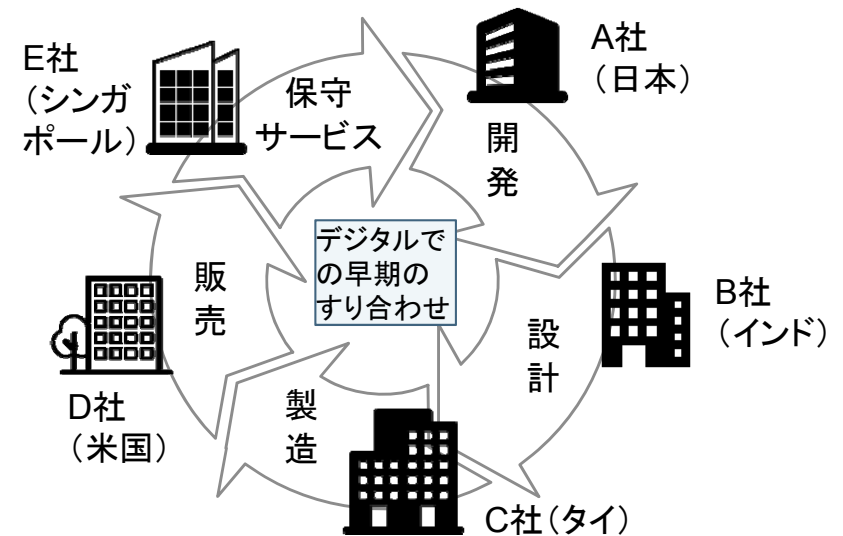 A社
（日本）
開
発
B社
（インド）
設
計
C社（タイ）
製
造
D社
（米国）
販
売
E社
（シンガ
ポール）
保守
サービス
デジタルで
の早期の
すり合わせ